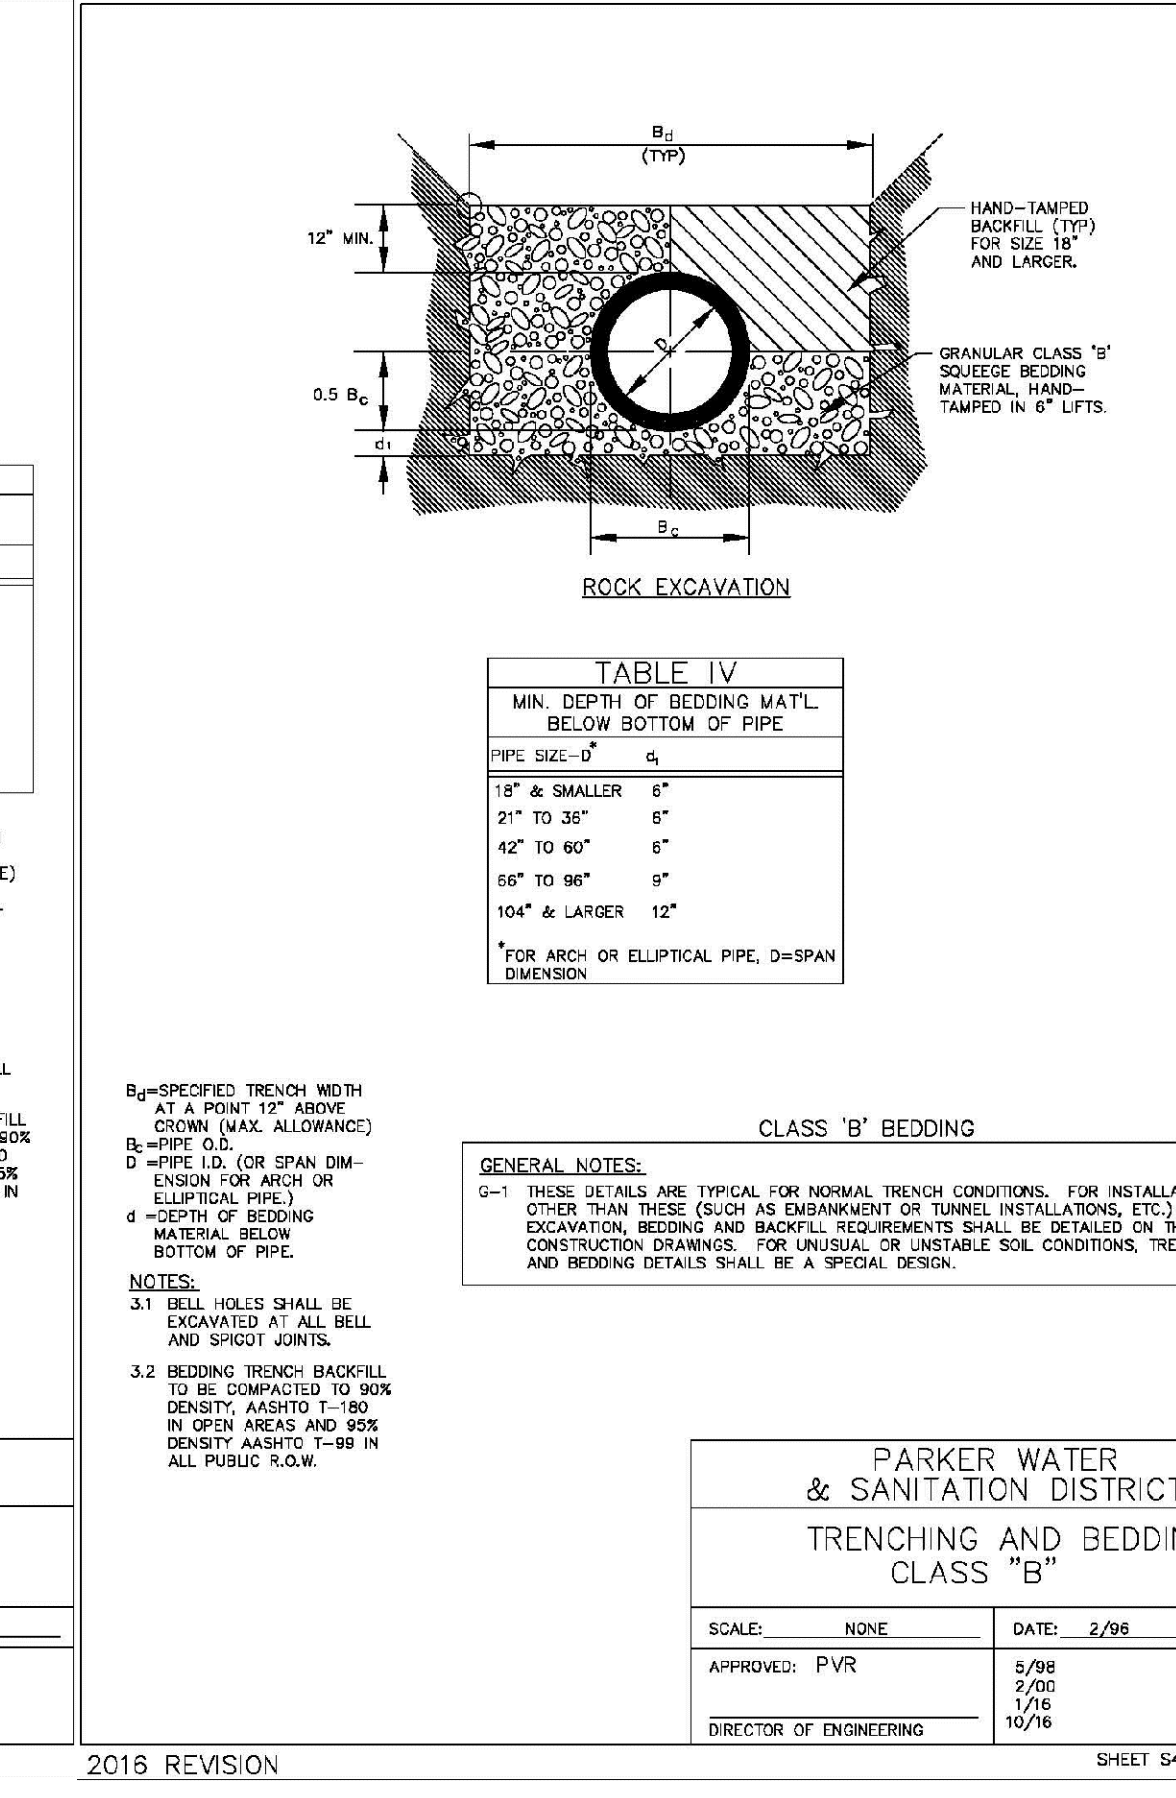 Bd
(TYP)
12" MIN.
HAND-TAMPED
BACKFILL (TYP)
FOR SIZE 18"
AND LARGER.
D
GRANULAR CLASS 'B'
SQUEEGE BEDDING
MATERIAL, HAND-
TAMPED IN 6" LIFTS.
0.5 Bc
d1
Bc
ROCK EXCAVATION
TABLE IV
MIN. DEPTH OF BEDDING MAT'L
BELOW BOTTOM OF PIPE
PIPE SIZE-D* d1
18" & SMALLER 6"
21" TO 36" 6"
42" TO 60" 6"
66" TO 96" 9"
104" & LARGER 12"
*FOR ARCH OR ELLIPTICAL PIPE, D=SPAN
DIMENSION
E)
FILL
90%
IN
Bd=SPECIFIED TRENCH WIDTH
AT A POINT 12" ABOVE
CROWN (MAX. ALLOWANCE)
Bc=PIPE O.D.
D =PIPE I.D. (OR SPAN DIM-
ENSION FOR ARCH OR
ELLIPTICAL PIPE.)
d =DEPTH OF BEDDING
MATERIAL BELOW
BOTTOM OF PIPE.
NOTES:
3.1 BELL HOLES SHALL BE
EXCAVATED AT ALL BELL
AND SPIGOT JOINTS.
3.2 BEDDING TRENCH BACKFILL
TO BE COMPACTED TO 90%
DENSITY, AASHTO T-180
IN OPEN AREAS AND 95%
DENSITY AASHTO T-99 IN
ALL PUBLIC R.O.W.
CLASS 'B' BEDDING
GENERAL NOTES:
G-1 THESE DETAILS ARE TYPICAL FOR NORMAL TRENCH CONDITIONS. FOR INSTALLA
OTHER THAN THESE (SUCH AS EMBANKMENT OR TUNNEL INSTALLATIONS, ETC.)
EXCAVATION, BEDDING AND BACKFILL REQUIREMENTS SHALL BE DETAILED ON TH
CONSTRUCTION DRAWINGS. FOR UNUSUAL OR UNSTABLE SOIL CONDITIONS, TRE
AND BEDDING DETAILS SHALL BE A SPECIAL DESIGN.
PARKER WATER
& SANITATION DISTRICT
TRENCHING AND BEDDIN
CLASS "B"
SCALE: NONE
DATE: 2/96
APPROVED: PVR
5/98
2/00
1/16
10/16
DIRECTOR OF ENGINEERING
2016 REVISION
SHEET S4